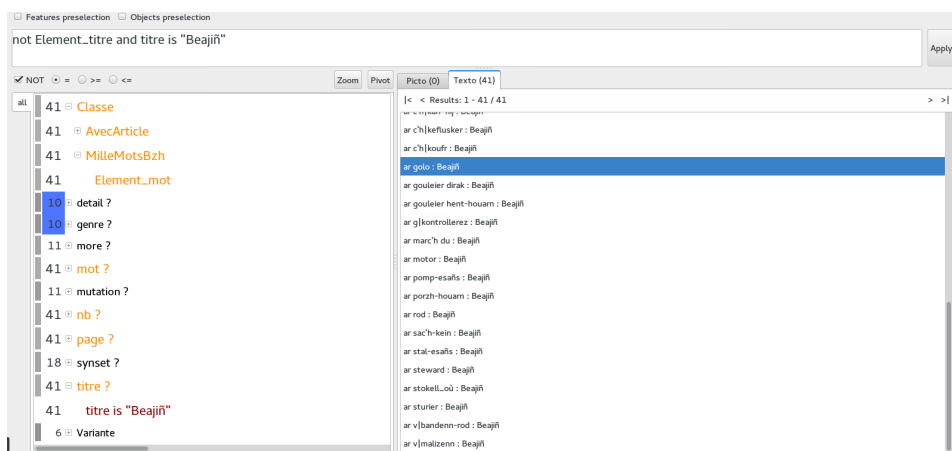 Features preselection Objects preselection
not Element_titre and titre is "Beajiñ"
Apply
NOT = >= <=
Zoom Pivot
Picto (0) Texto (41)
all
41 Classe
41 AvecArticle
41 MilleMotsBzh
41 Element_mot
10 detail ?
10 genre ?
11 more ?
41 mot ?
11 mutation ?
41 nb ?
41 page ?
18 synset ?
41 titre ?
41 titre is "Beajiñ"
6 Variante
|< < Results: 1 - 41 / 41 > >|
ar c'h|keflusker : Beajiñ
ar c'h|koufr : Beajiñ
ar golo : Beajiñ
ar gouleier dirak : Beajiñ
ar gouleier hent-houarn : Beajiñ
ar g|kontrollerez : Beajiñ
ar marc'h du : Beajiñ
ar motor : Beajiñ
ar pomp-esañs : Beajiñ
ar porzh-houarn : Beajiñ
ar rod : Beajiñ
ar sac'h-kein : Beajiñ
ar stal-esañs : Beajiñ
ar steward : Beajiñ
ar stokell_où : Beajiñ
ar sturier : Beajiñ
ar v|bandenn-rod : Beajiñ
ar v|malizenn : Beajiñ